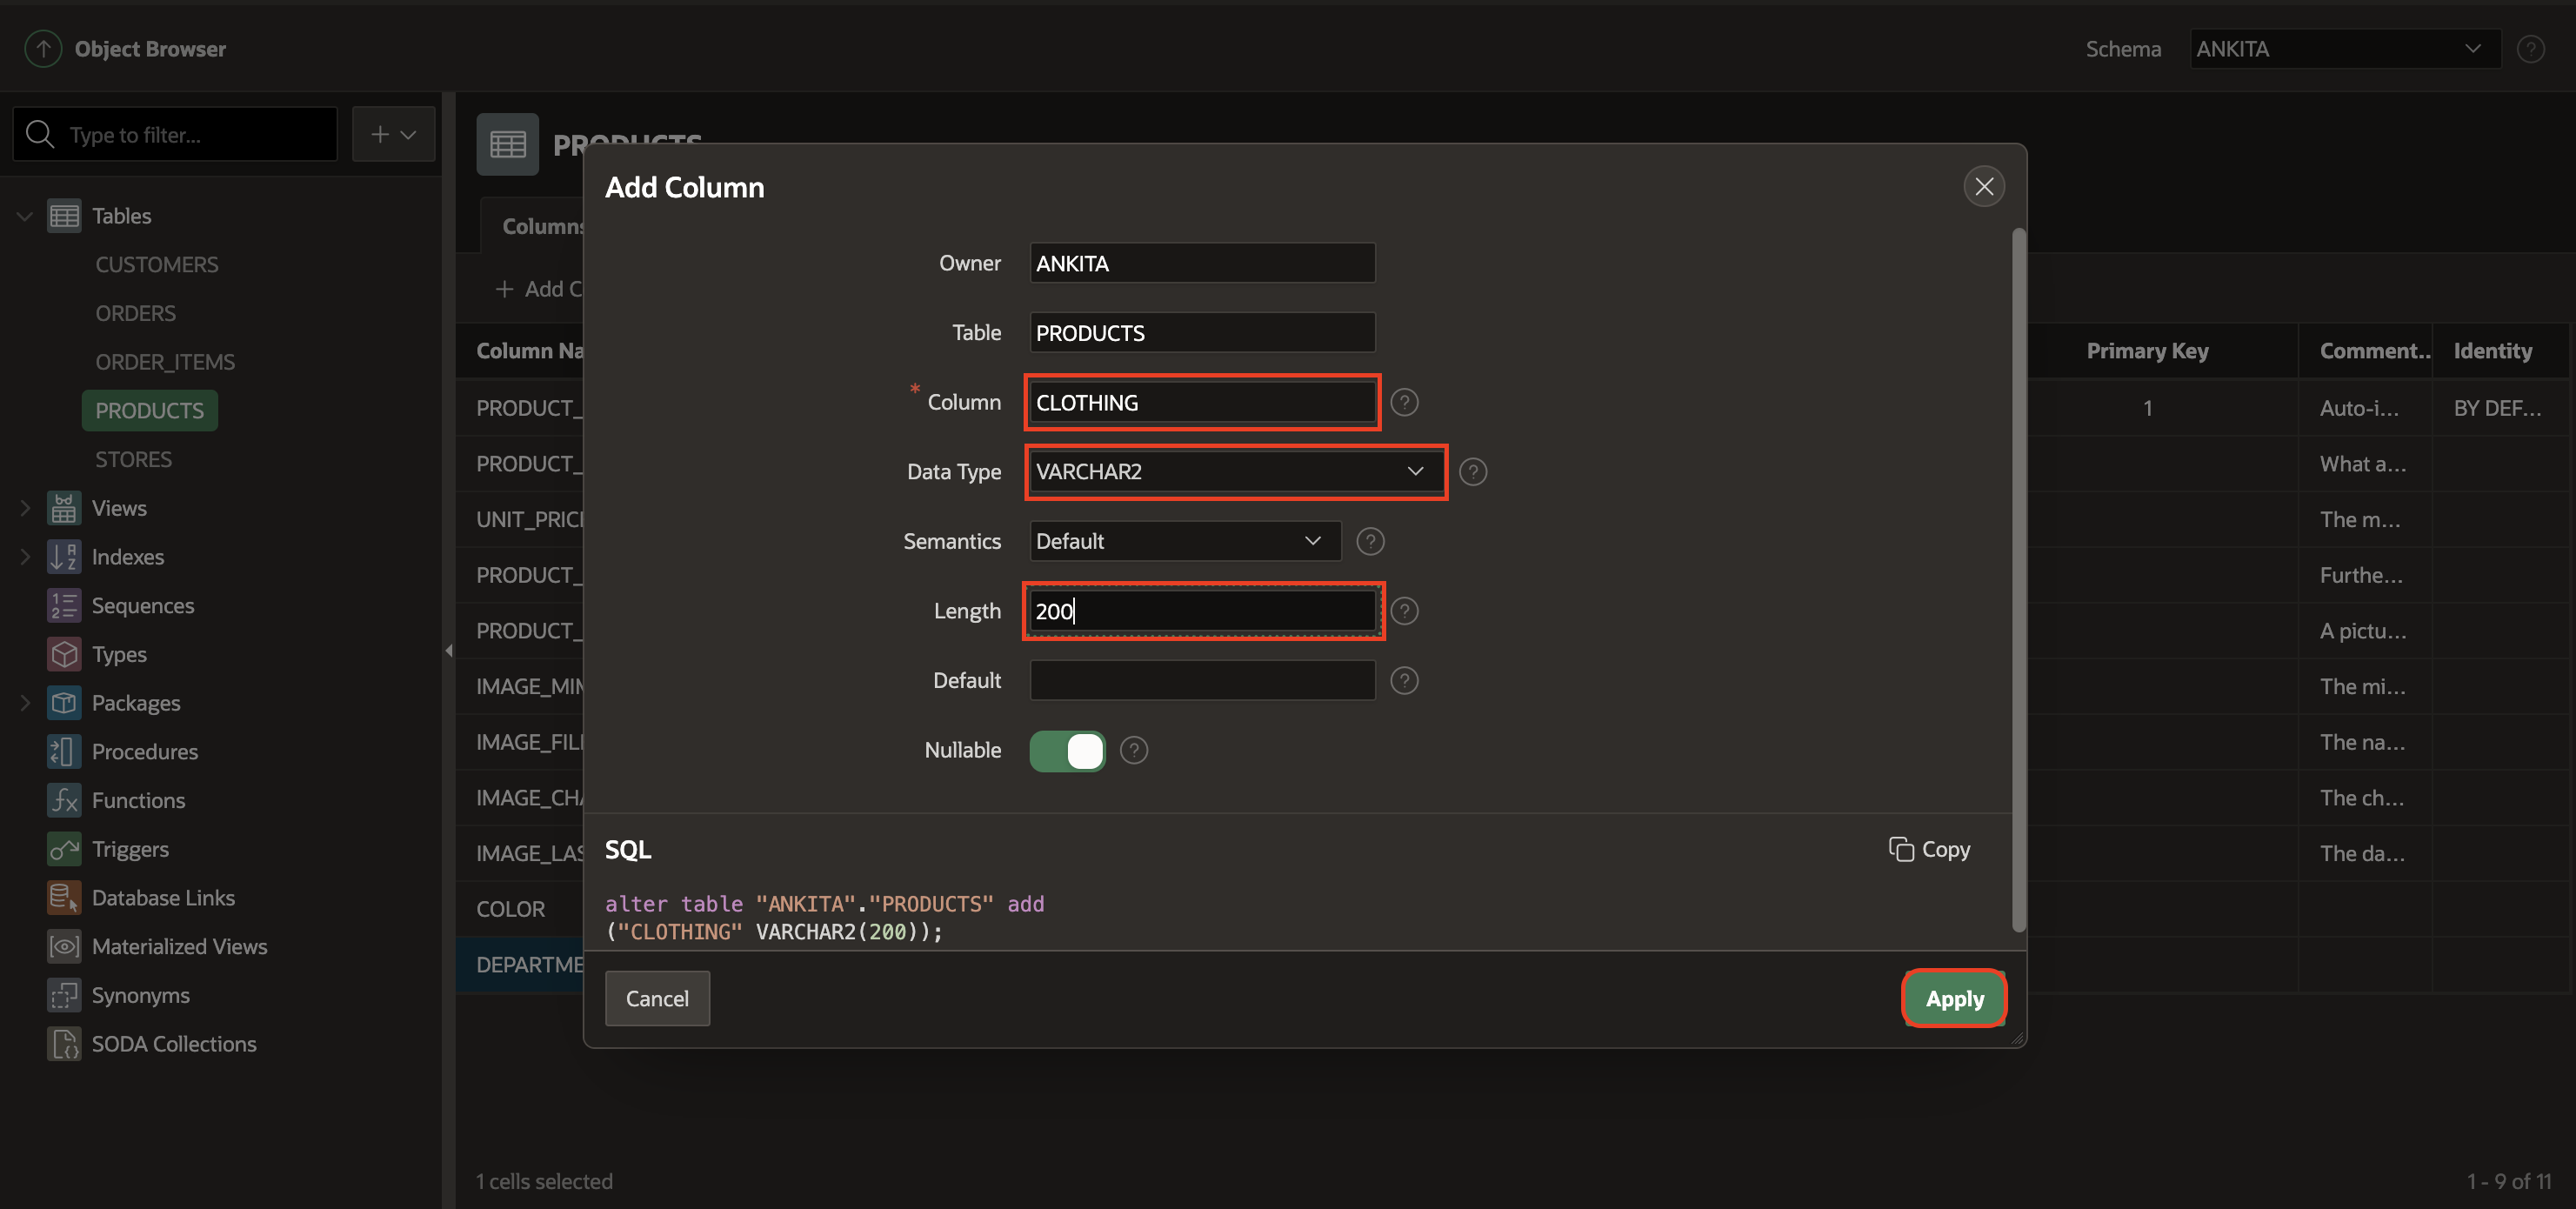 Object Browser
Schema
ANKITA
Type to filter...
Tables
CUSTOMERS
ORDERS
ORDER_ITEMS
PRODUCTS
STORES
Views
Indexes
Sequences
Types
Packages
Procedures
Functions
Triggers
Database Links
Materialized Views
Synonyms
SODA Collections
PRODUCTS
Columns
Add C
Column Na
Primary Key
Comment...
Identity
PRODUCT_
1
Auto-i...
BY DEF...
PRODUCT_
What a...
UNIT_PRIC
The m...
PRODUCT_
Furthe...
PRODUCT_
A pictu...
IMAGE_MIM
The mi...
IMAGE_FIL
The na...
IMAGE_CHA
The ch...
IMAGE_LAS
The da...
COLOR
DEPARTME
1 cells selected
1 - 9 of 11
Add Column
Owner
ANKITA
Table
PRODUCTS
* Column
CLOTHING
Data Type
VARCHAR2
Semantics
Default
Length
200
Default
Nullable
SQL
Copy
alter table "ANKITA"."PRODUCTS" add
("CLOTHING" VARCHAR2(200));
Cancel
Apply